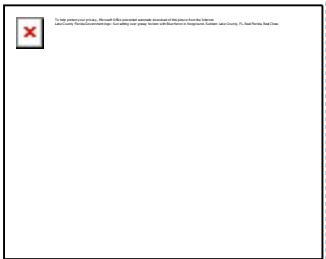 To help protect your privacy, Microsoft Office prevented automatic download of this picture from the Internet.
Lake County Florida Government logo: Sun setting over grassy horizon with Blue Heron in foreground. Subtext: Lake County, FL. Real Florida. Real Close.